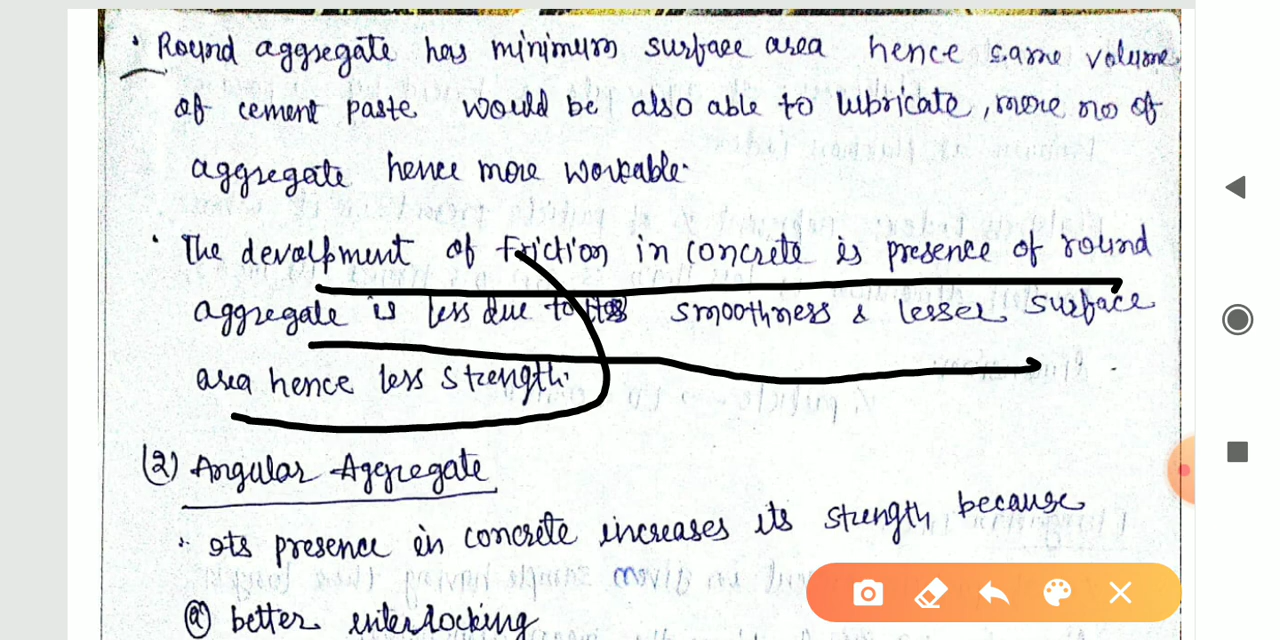 • Round aggregate has minimum surface area hence same volume
of cement paste would be also able to lubricate, more no of
aggregate hence more workable.
• The devalpment of friction in concrete is presence of round
aggregate is less due to its smoothness & lesser surface
area hence less strength.
(2) Angular Aggregate
• Its presence in concrete increases its strength because
(a) better interlocking